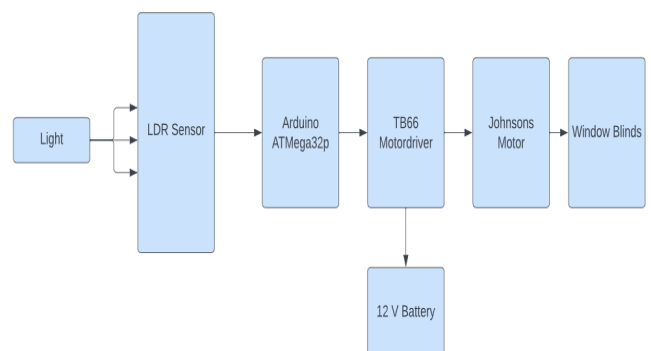 Light
LDR Sensor
Arduino
ATMega32p
TB66
Motordriver
Johnsons
Motor
Window Blinds
12 V Battery